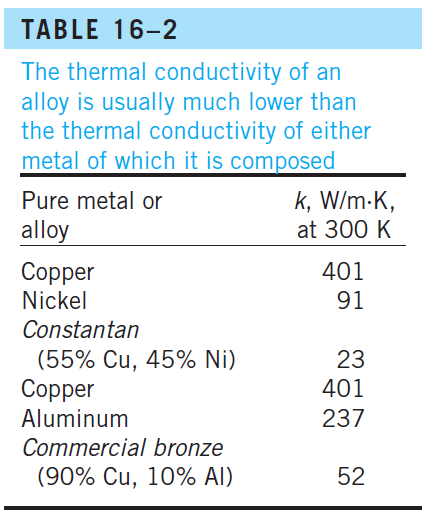 TABLE 16–2
The thermal conductivity of an
alloy is usually much lower than
the thermal conductivity of either
metal of which it is composed
Pure metal or k, W/m·K,
alloy at 300 K
Copper 401
Nickel 91
Constantan
(55% Cu, 45% Ni) 23
Copper 401
Aluminum 237
Commercial bronze
(90% Cu, 10% Al) 52